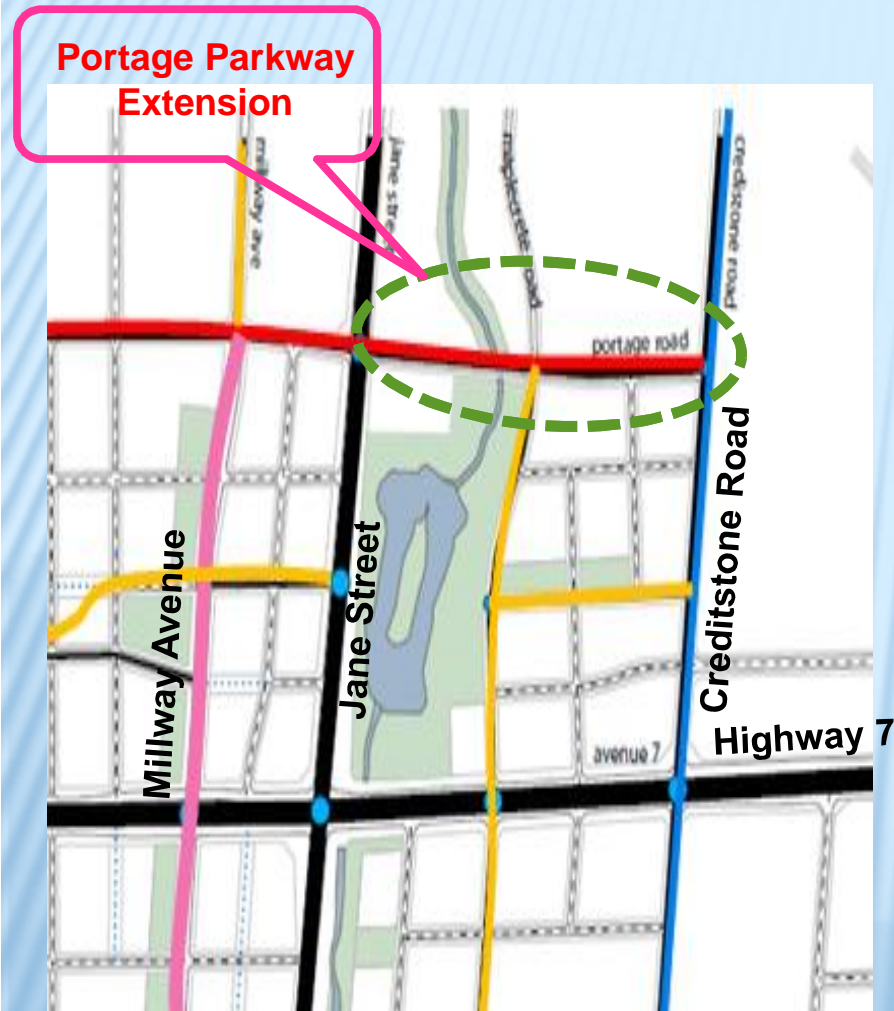 Portage Parkway
Extension
millway ave
jane street
maplecrete road
creditstone road
portage road
Millway Avenue
Jane Street
Creditstone Road
avenue 7
Highway 7